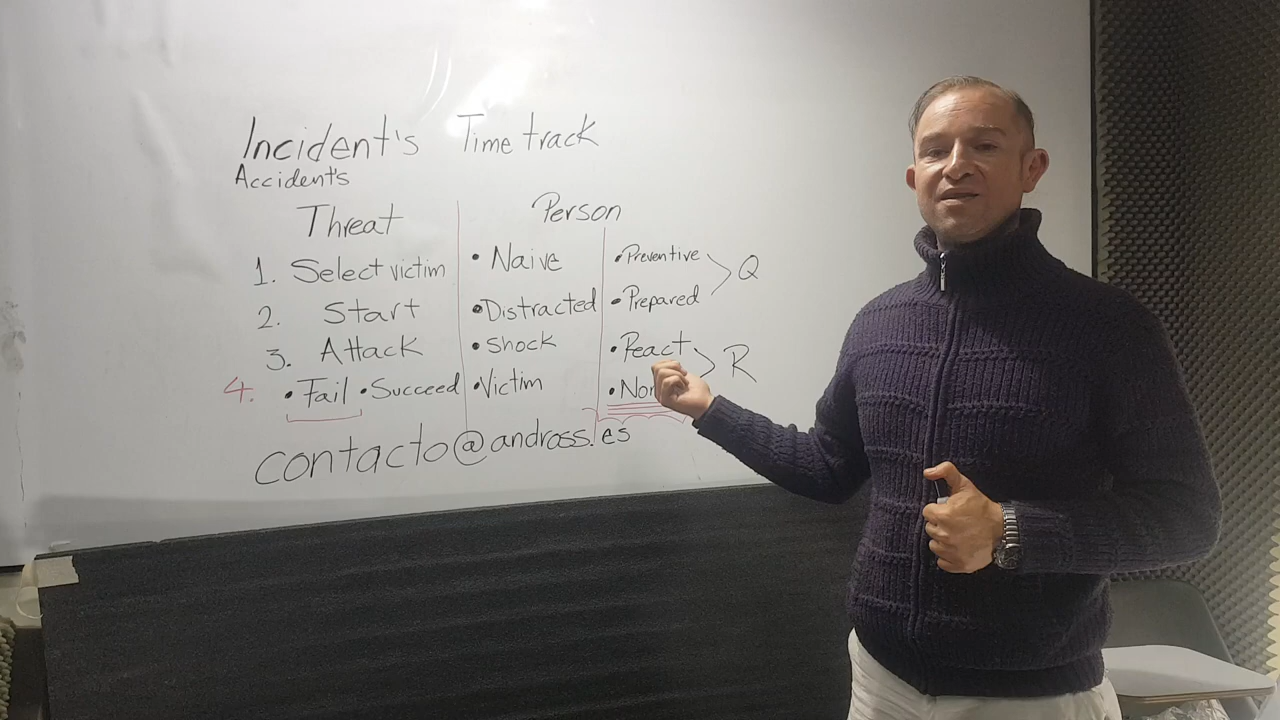 Incident's Time track
Accident's
Threat Person
1. Select victim • Naive • Preventive > Q
2. Start • Distracted • Prepared
3. Attack • Shock • React > R
4. • Fail • Succeed • Victim •
contacto@andross.es